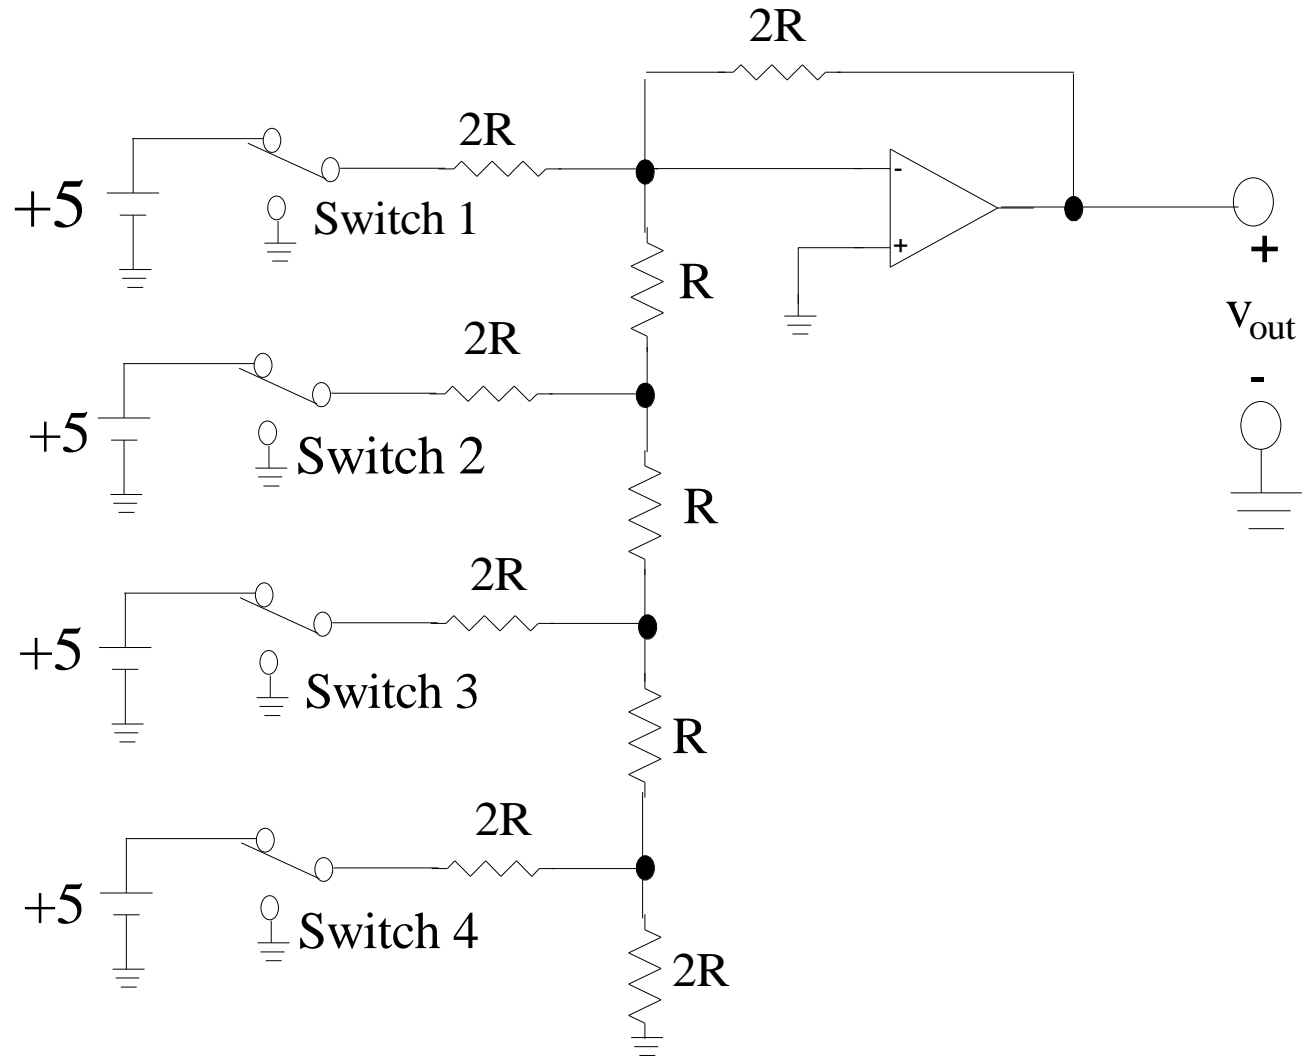 2R
2R
-
+5
Switch 1
+
R
+
2R
v_out
-
+5
Switch 2
R
2R
+5
Switch 3
R
2R
+5
Switch 4
2R